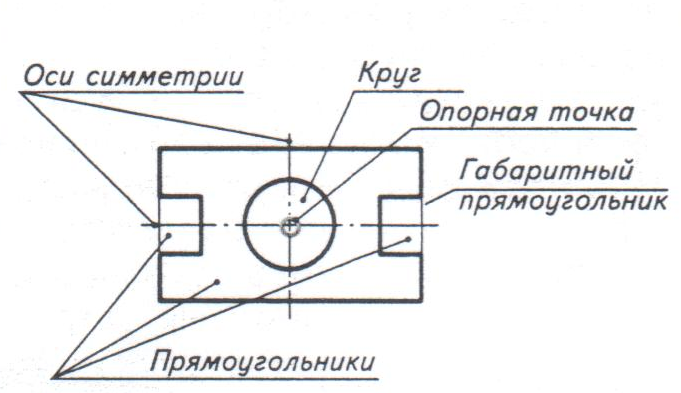 Оси симметрии
Круг
Опорная точка
Габаритный
прямоугольник
Прямоугольники